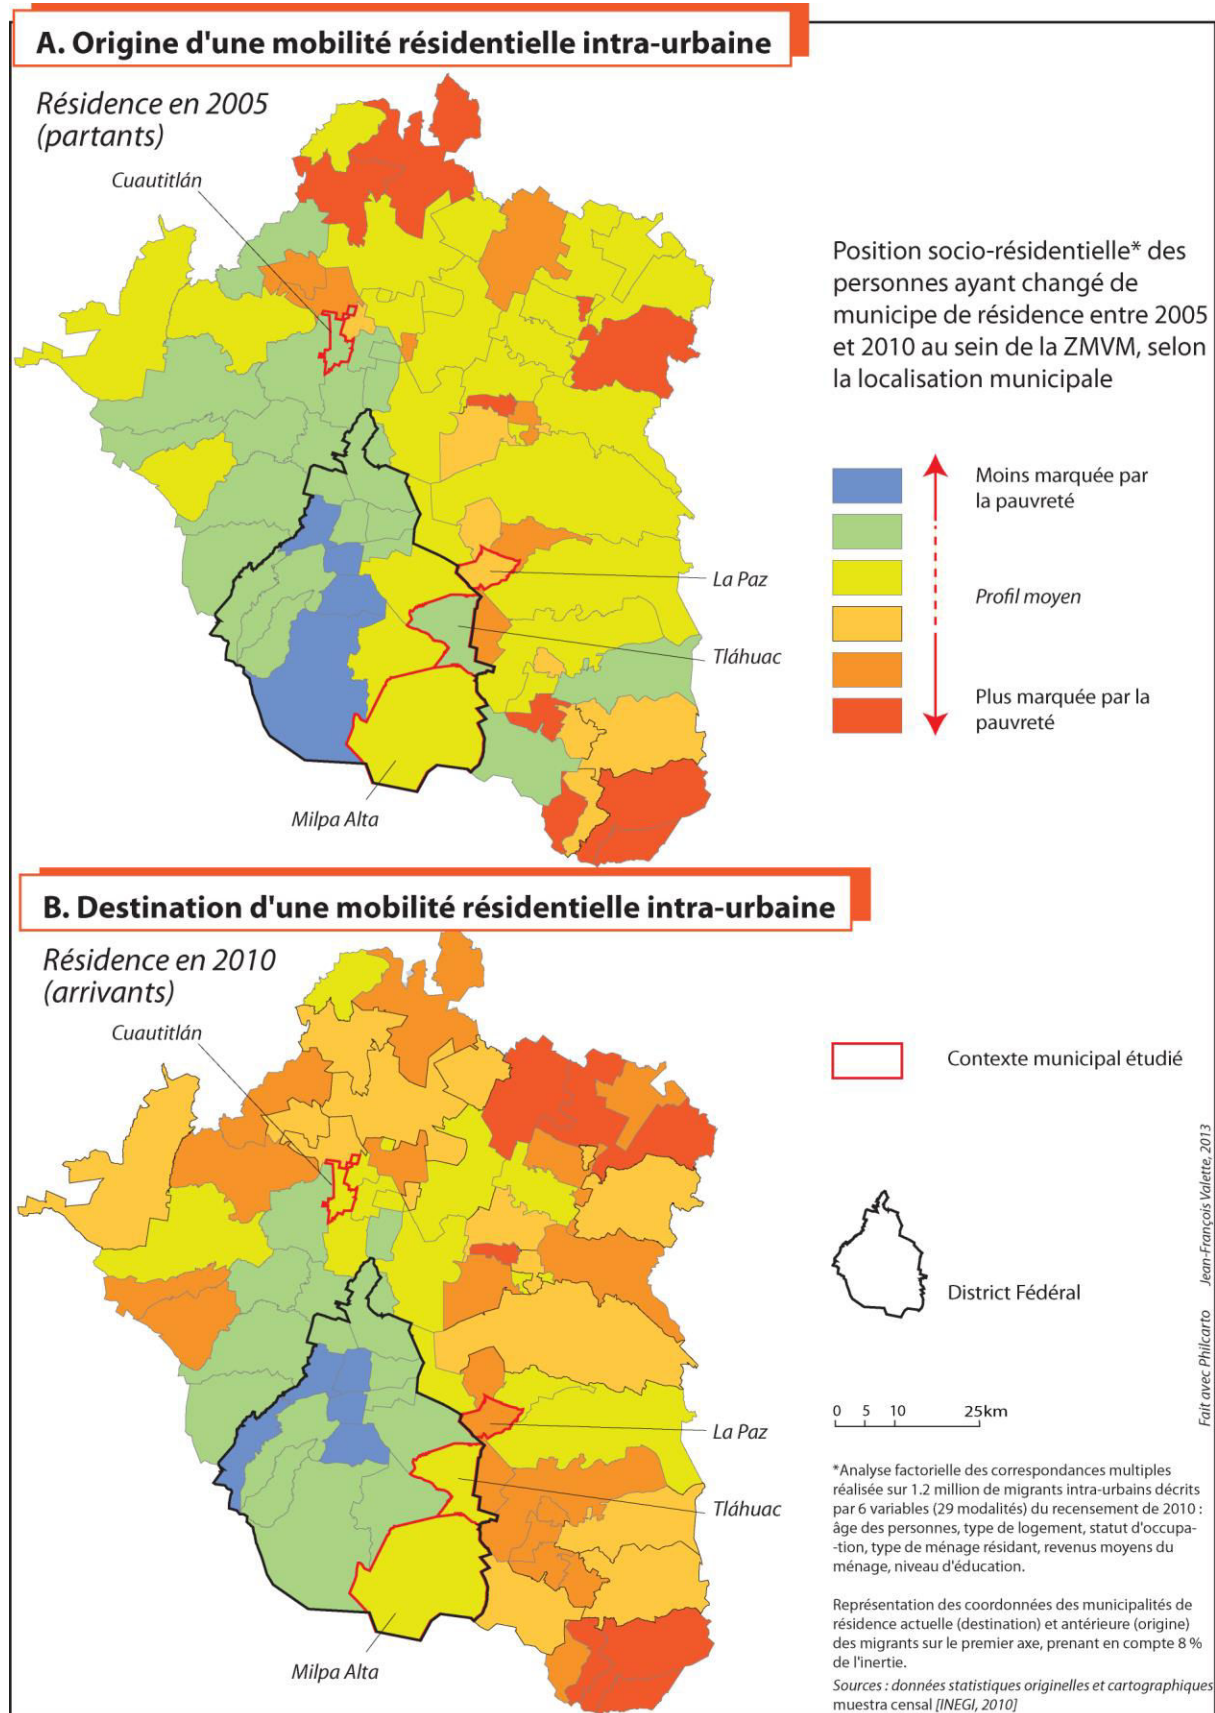 A. Origine d'une mobilité résidentielle intra-urbaine
Résidence en 2005
(partants)
Cuautitlán
Position socio-résidentielle* des
personnes ayant changé de
municipe de résidence entre 2005
et 2010 au sein de la ZMVM, selon
la localisation municipale
Moins marquée par
la pauvreté
Profil moyen
Plus marquée par la
pauvreté
La Paz
Tláhuac
Milpa Alta
B. Destination d'une mobilité résidentielle intra-urbaine
Résidence en 2010
(arrivants)
Cuautitlán
Contexte municipal étudié
District Fédéral
0 5 10 25km
La Paz
Tláhuac
Milpa Alta
*Analyse factorielle des correspondances multiples
réalisée sur 1.2 million de migrants intra-urbains décrits
par 6 variables (29 modalités) du recensement de 2010 :
âge des personnes, type de logement, statut d'occupa-
-tion, type de ménage résidant, revenus moyens du
ménage, niveau d'éducation.
Représentation des coordonnées des municipalités de
résidence actuelle (destination) et antérieure (origine)
des migrants sur le premier axe, prenant en compte 8 %
de l'inertie.
Sources : données statistiques originelles et cartographiques
muestra censal [INEGI, 2010]
Fait avec Philcarto Jean-François Valette, 2013